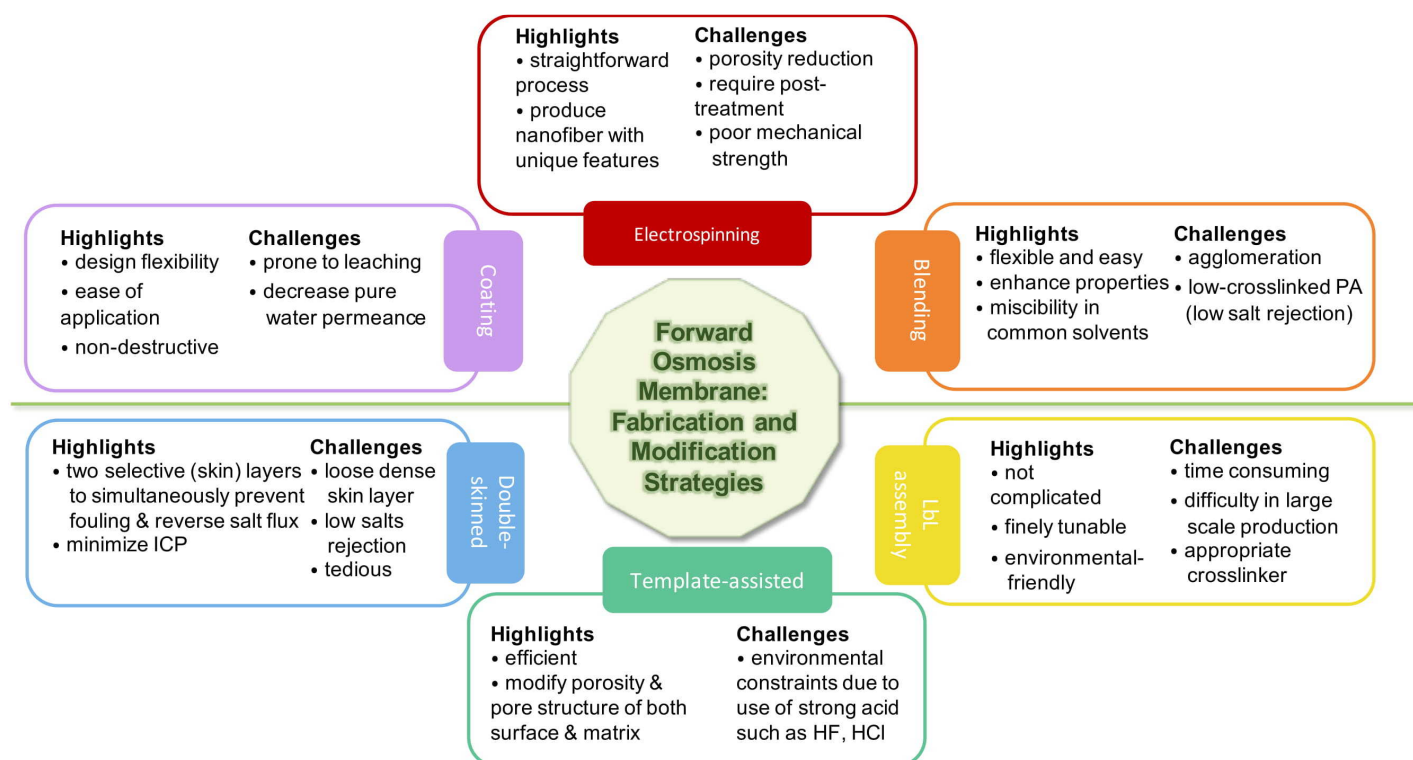 Highlights
• straightforward
process
• produce
nanofiber with
unique features
Challenges
• porosity reduction
• require post-
treatment
• poor mechanical
strength
Electrospinning
Highlights
• design flexibility
• ease of
application
• non-destructive
Challenges
• prone to leaching
• decrease pure
water permeance
Coating
Blending
Highlights
• flexible and easy
• enhance properties
• miscibility in
common solvents
Challenges
• agglomeration
• low-crosslinked PA
(low salt rejection)
Forward
Osmosis
Membrane:
Fabrication and
Modification
Strategies
Highlights
• two selective (skin) layers
to simultaneously prevent
fouling & reverse salt flux
• minimize ICP
Challenges
• loose dense
skin layer
• low salts
rejection
• tedious
Double-
skinned
LbL
assembly
Highlights
• not
complicated
• finely tunable
• environmental-
friendly
Challenges
• time consuming
• difficulty in large
scale production
• appropriate
crosslinker
Template-assisted
Highlights
• efficient
• modify porosity &
pore structure of both
surface & matrix
Challenges
• environmental
constraints due to
use of strong acid
such as HF, HCl